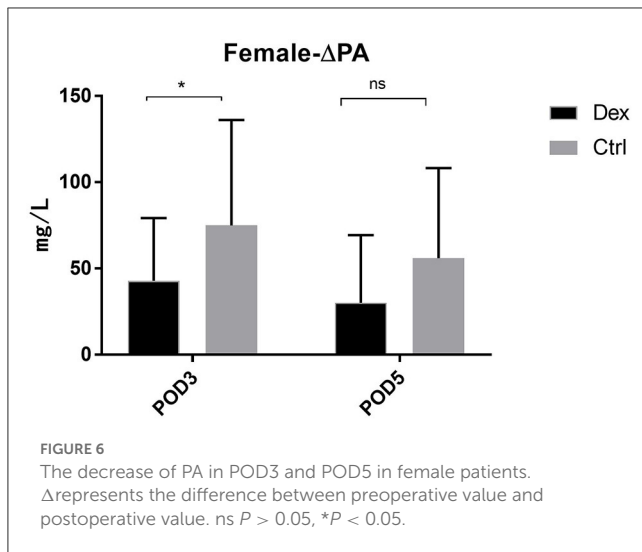 Female-ΔPA
150
100
50
0
mg/L
*
ns
Dex
Ctrl
POD3
POD5
FIGURE 6
The decrease of PA in POD3 and POD5 in female patients.
Δrepresents the difference between preoperative value and
postoperative value. ns P > 0.05, *P < 0.05.